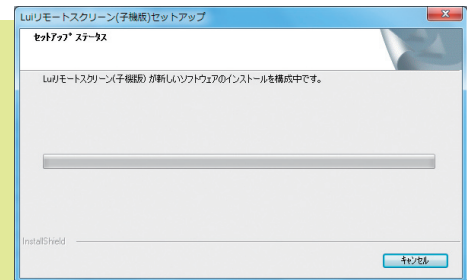 Luiリモートスクリーン(子機版)セットアップ
セットアップ ステータス
Luiリモートスクリーン(子機版) が新しいソフトウェアのインストールを構成中です。
InstallShield
キャンセル